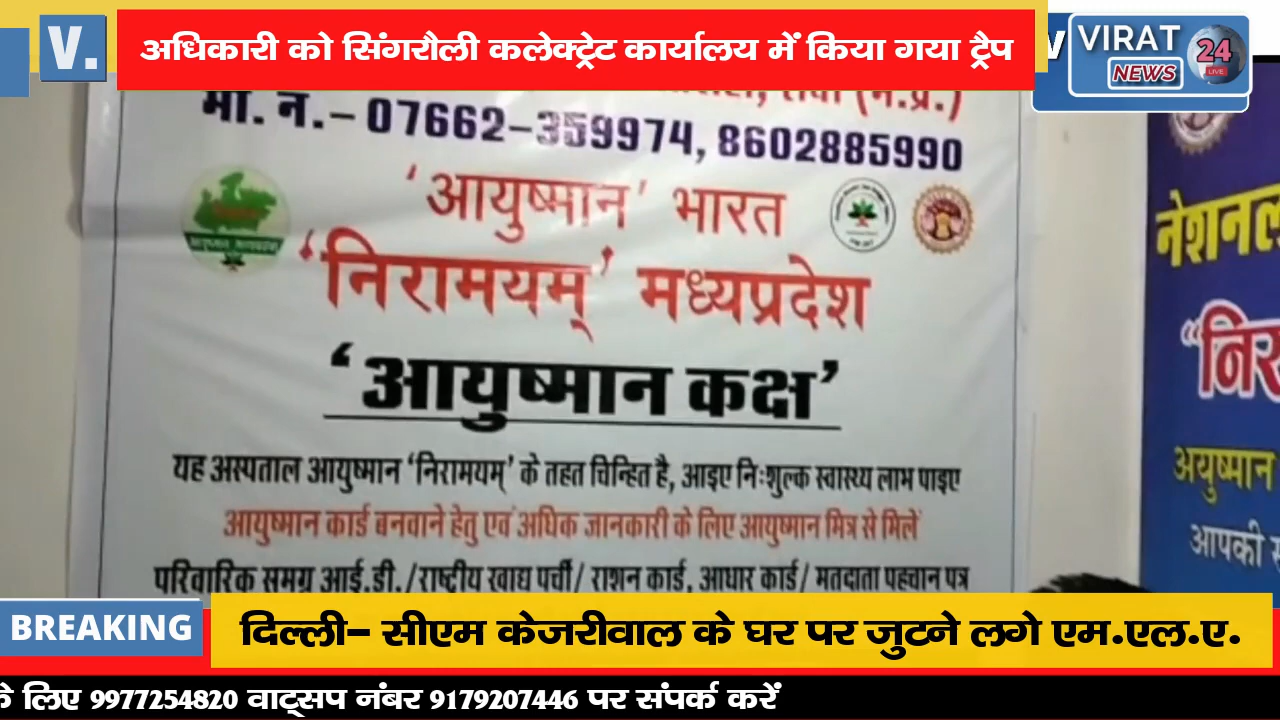 V.
अधिकारी को सिंगरौली कलेक्ट्रेट कार्यालय में किया गया ट्रैप
VIRAT
24
NEWS
LIVE
मो. न.– 07662–359974, 8602885990
'आयुष्मान' भारत
'निरामयम्' मध्यप्रदेश
'आयुष्मान कक्ष'
यह अस्पताल आयुष्मान 'निरामयम्' के तहत चिन्हित है, आइए निःशुल्क स्वास्थ्य लाभ पाइए
आयुष्मान कार्ड बनवाने हेतु एवं अधिक जानकारी के लिए आयुष्मान मित्र से मिलें
परिवारिक समग्र आई.डी./राष्ट्रीय खाद्य पर्ची/ राशन कार्ड, आधार कार्ड/ मतदाता पहचान पत्र
नेशनल
"निर
अयुष्मान
आपकी
BREAKING
दिल्ली– सीएम केजरीवाल के घर पर जुटने लगे एम.एल.ए.
के लिए 9977254820 वाट्सप नंबर 9179207446 पर संपर्क करें